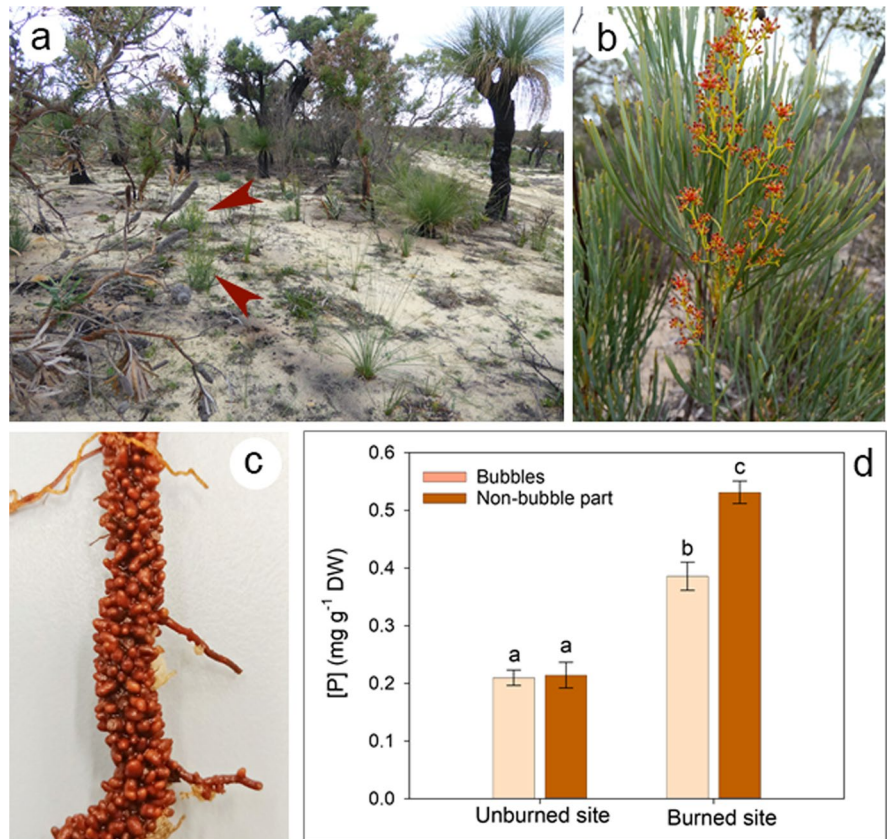 a
b
c
d
0.6
Bubbles
c
Non-bubble part
0.5
b
0.4
[P] (mg g⁻¹ DW)
0.3
a
a
0.2
0.1
0.0
Unburned site
Burned site